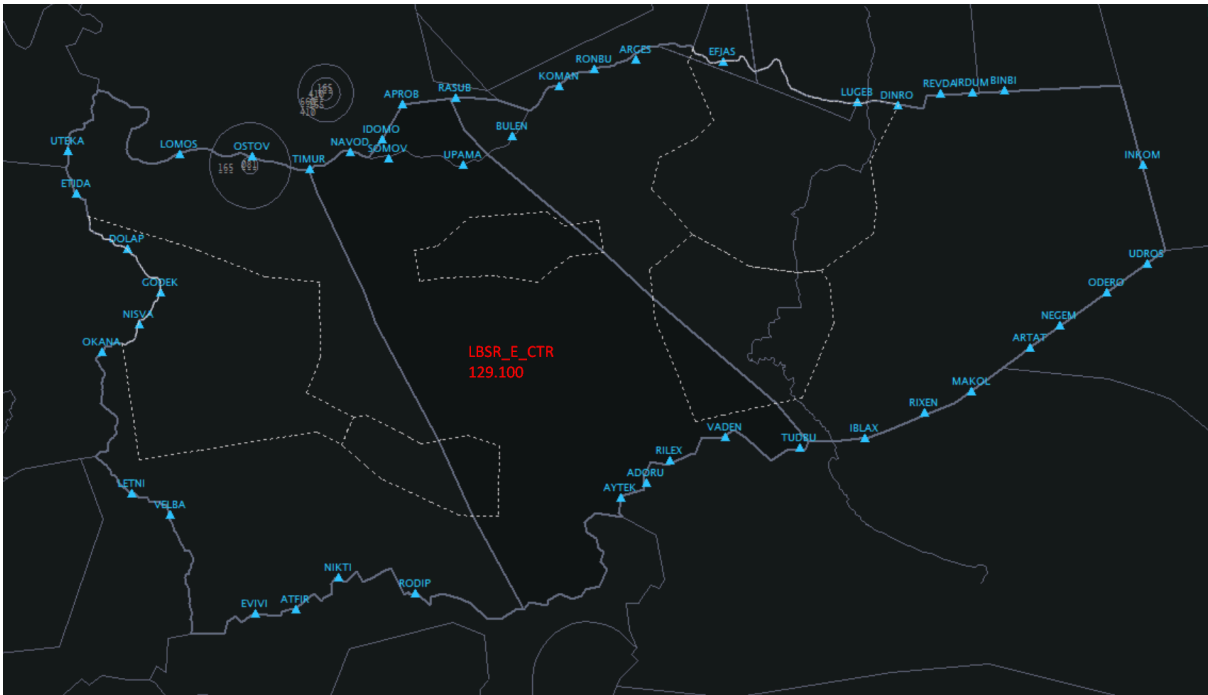 ARGES
EFJAS
RONBU
KOMAN
RASUB
APROB
LUGEB
DINRO
REVDA
IRDUM
BINBI
UTEKA
LOMOS
OSTOV
TIMUR
NAVOD
IDOMO
SOMOV
UPAMA
BULEN
INKOM
ETIDA
DOLAP
UDROS
GODEK
ODERO
NISVA
NEGEM
OKANA
ARTAT
LBSR_E_CTR
129.100
MAKOL
RIXEN
IBLAX
VADEN
TUDBU
RILEX
ADORU
AYTEK
LETNI
VELBA
NIKTI
RODIP
EVIVI
ATFIR